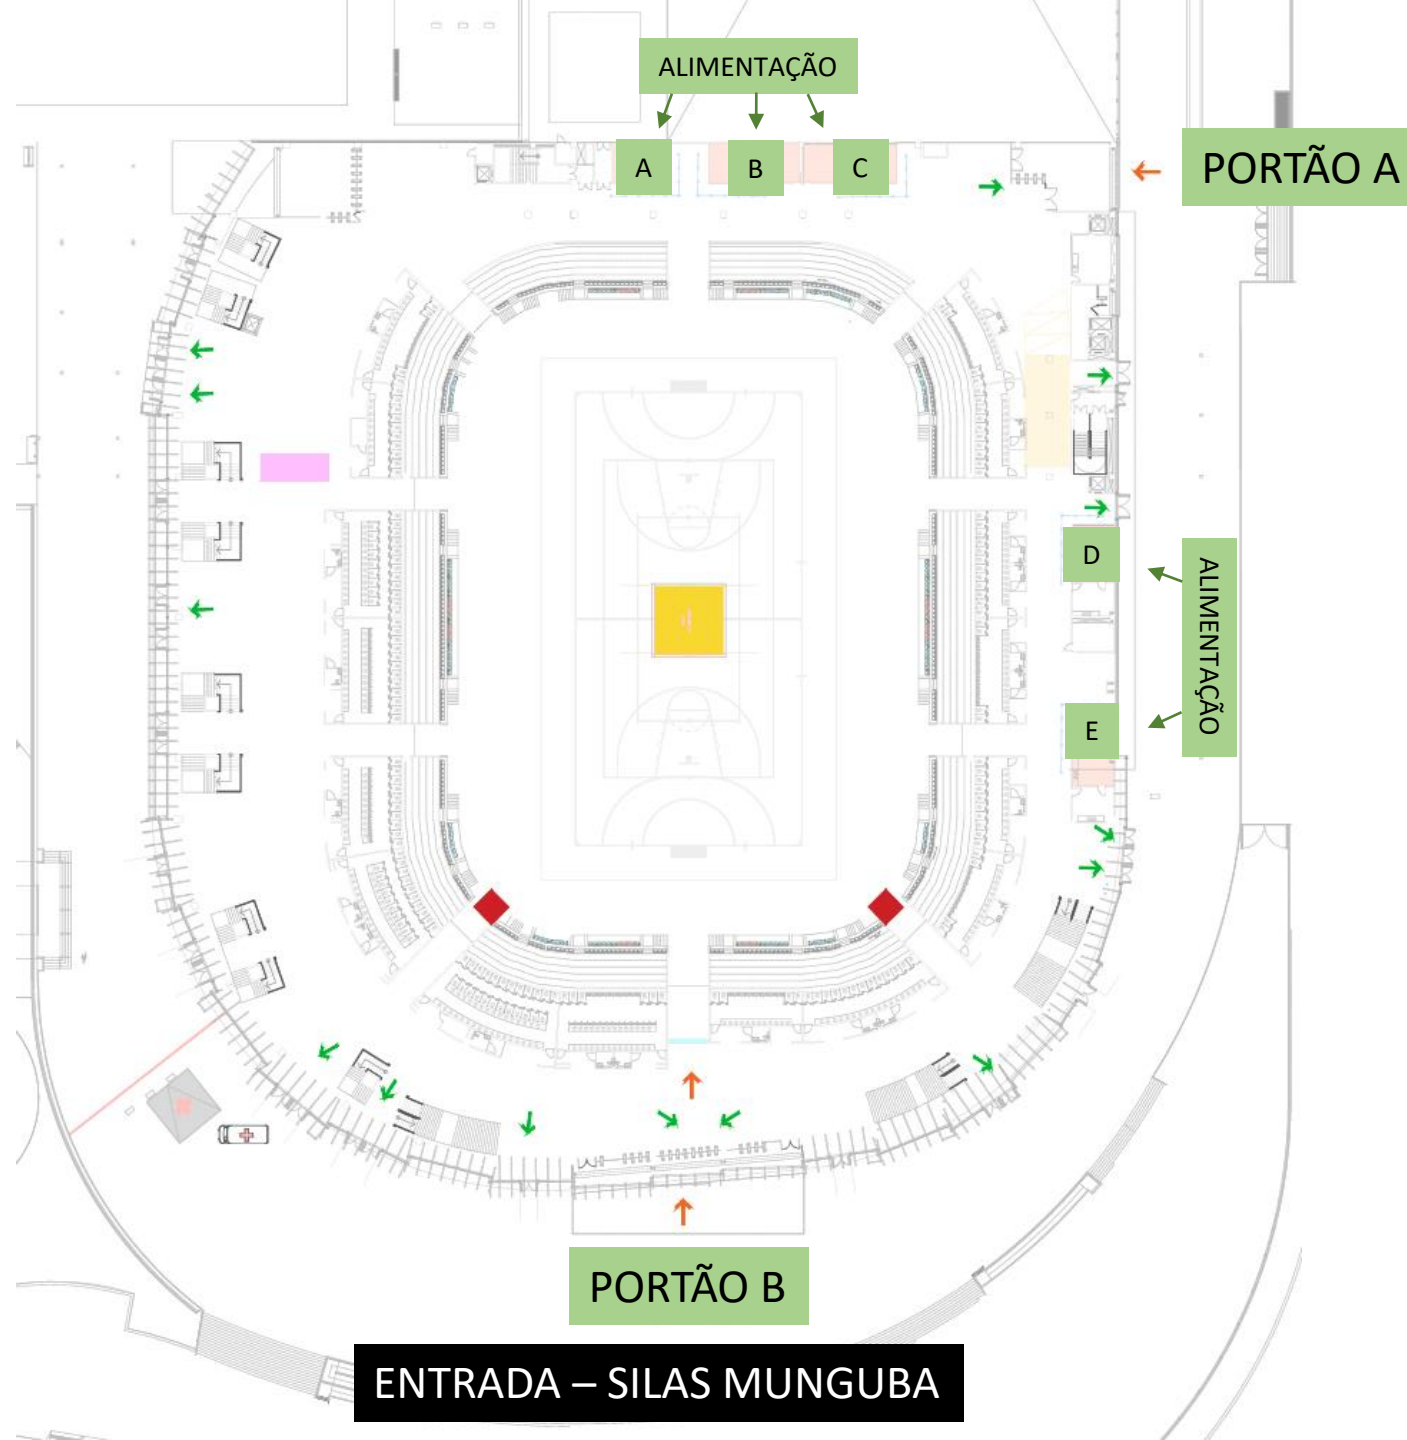 ALIMENTAÇÃO
A
B
C
PORTÃO A
D
ALIMENTAÇÃO
E
PORTÃO B
ENTRADA – SILAS MUNGUBA